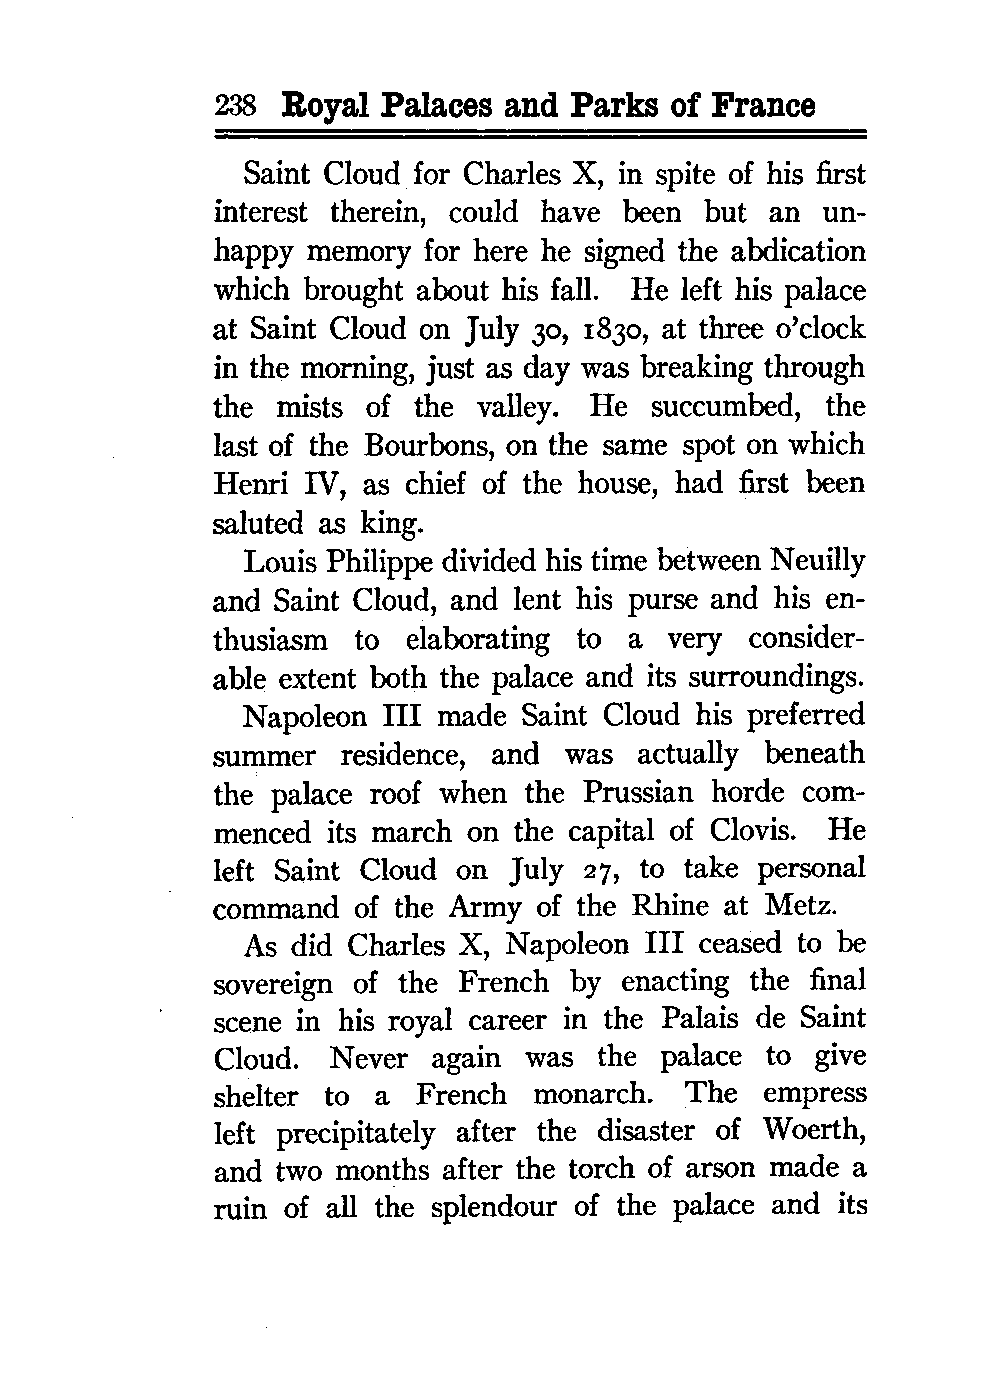 238 Royal Palaces and Parks of France
Saint Cloud for Charles X, in spite of his first
interest therein, could have been but an un-
happy memory for here he signed the abdication
which brought about his fall. He left his palace
at Saint Cloud on July 30, 1830, at three o'clock
in the morning, just as day was breaking through
the mists of the valley. He succumbed, the
last of the Bourbons, on the same spot on which
Henri IV, as chief of the house, had first been
saluted as king.
Louis Philippe divided his time between Neuilly
and Saint Cloud, and lent his purse and his en-
thusiasm to elaborating to a very consider-
able extent both the palace and its surroundings.
Napoleon III made Saint Cloud his preferred
summer residence, and was actually beneath
the palace roof when the Prussian horde com-
menced its march on the capital of Clovis. He
left Saint Cloud on July 27, to take personal
command of the Army of the Rhine at Metz.
As did Charles X, Napoleon III ceased to be
sovereign of the French by enacting the final
scene in his royal career in the Palais de Saint
Cloud. Never again was the palace to give
shelter to a French monarch. The empress
left precipitately after the disaster of Woerth,
and two months after the torch of arson made a
ruin of all the splendour of the palace and its